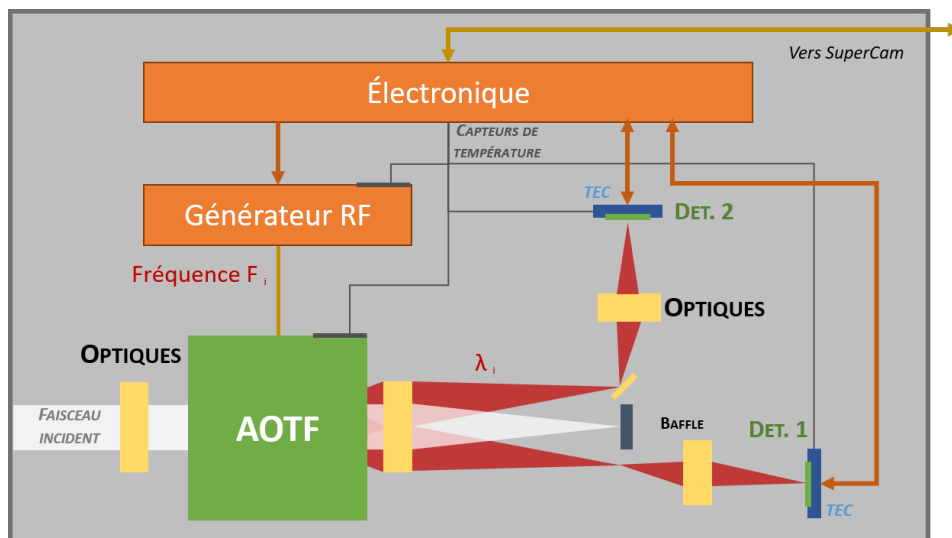 Vers SuperCam
Électronique
CAPTEURS DE
TEMPÉRATURE
TEC
Générateur RF
DET. 2
Fréquence F i
OPTIQUES
OPTIQUES
λ i
FAISCEAU
INCIDENT
AOTF
BAFFLE
DET. 1
TEC